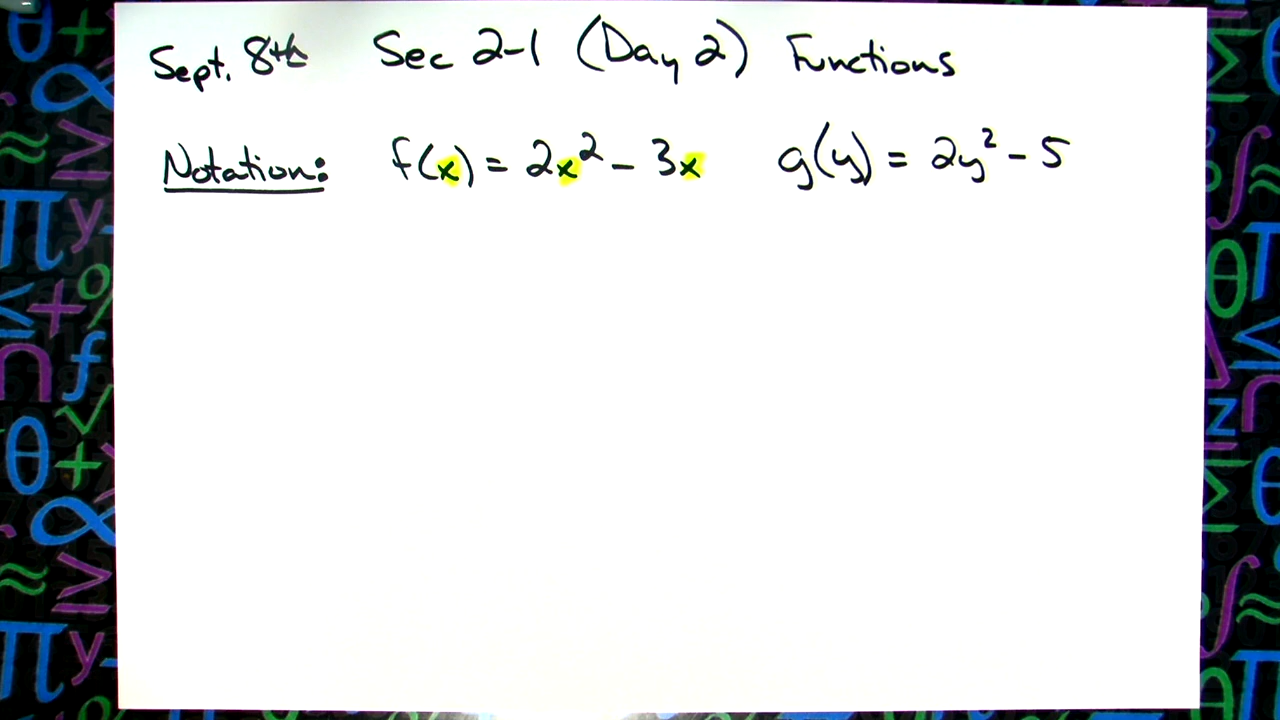 Sept. 8th Sec 2-1 (Day 2) Functions
Notation: f(x) = 2x² - 3x g(y) = 2y² - 5